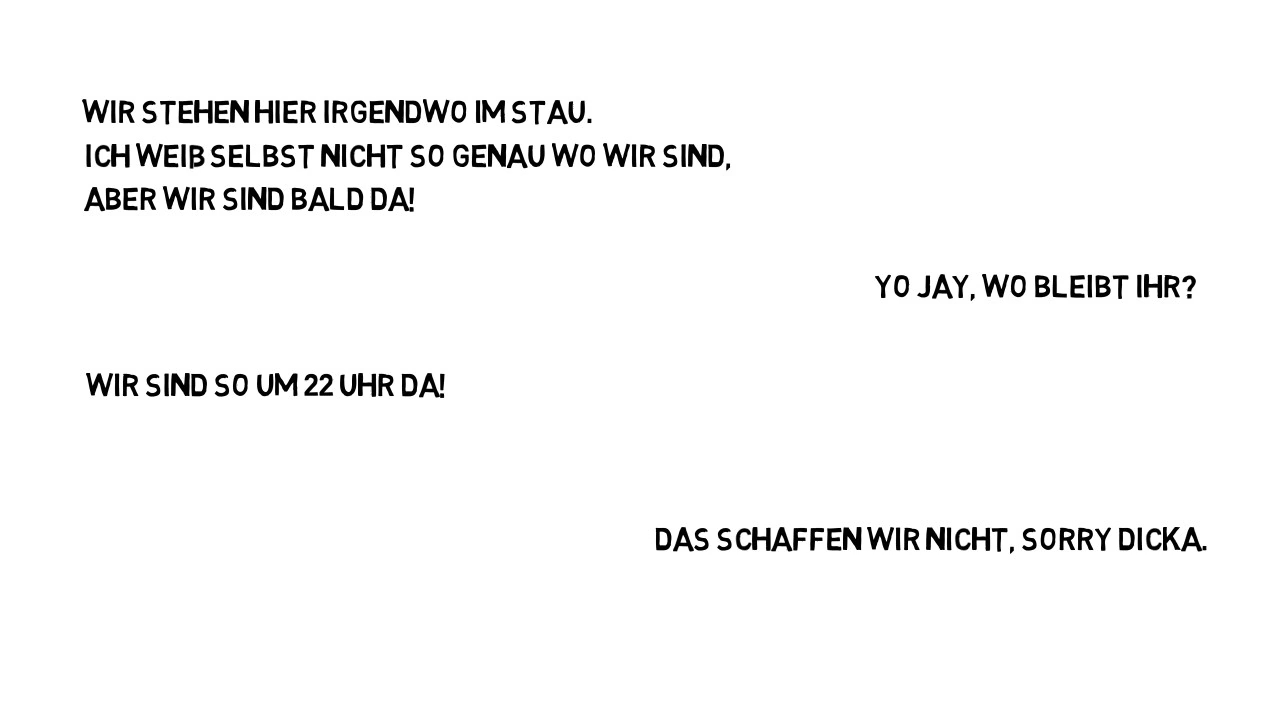 WIR STEHEN HIER IRGENDWO IM STAU.
ICH WEIß SELBST NICHT SO GENAU WO WIR SIND,
ABER WIR SIND BALD DA!
YO JAY, WO BLEIBT IHR?
WIR SIND SO UM 22 UHR DA!
DAS SCHAFFEN WIR NICHT, SORRY DICKA.